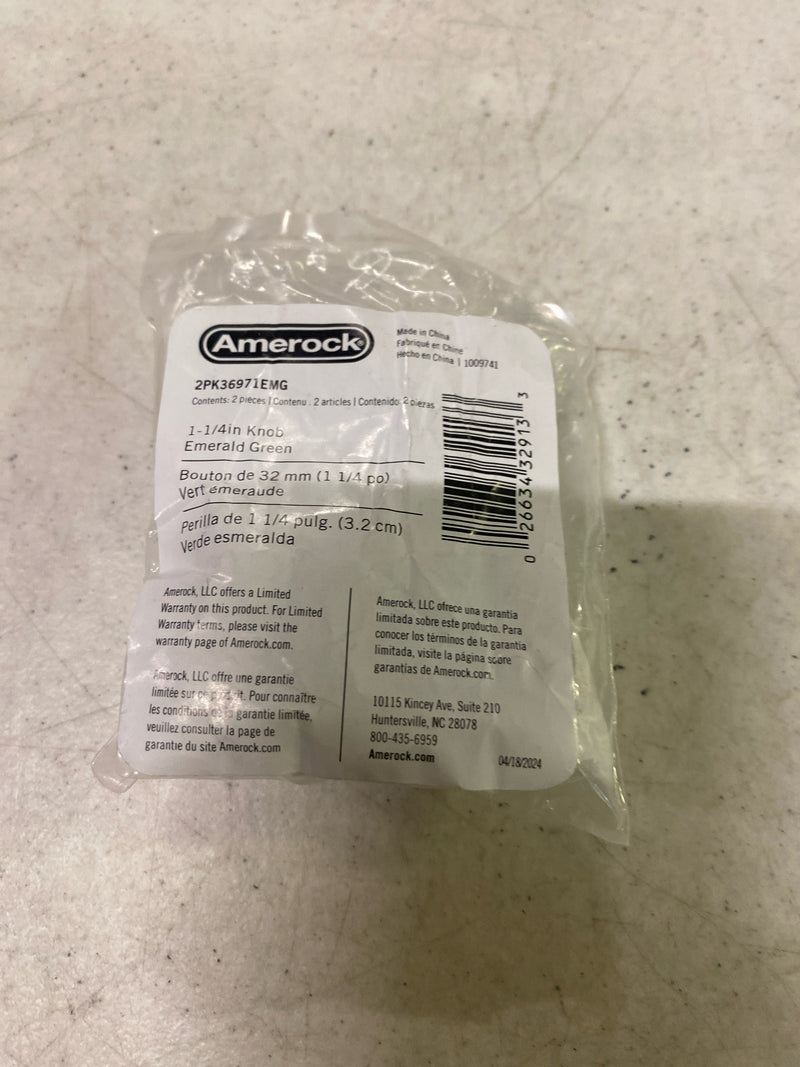 Amerock®
Made in China
Fabriqué en Chine
Hecho en China | 1009741
2PK36971EMG
Contents: 2 pieces | Contenu . 2 articles | Contenido: 2 piezas
1-1/4in Knob
Emerald Green
Bouton de 32 mm (1 1/4 po)
Vert émeraude
Perilla de 1 1/4 pulg. (3.2 cm)
Verde esmeralda
0 26634 32913 3
Amerock, LLC offers a Limited
Warranty on this product. For Limited
Warranty terms, please visit the
warranty page of Amerock.com.
Amerock, LLC offre une garantie
limitée sur ce produit. Pour connaître
les conditions de la garantie limitée,
veuillez consulter la page de
garantie du site Amerock.com
Amerock, LLC ofrece una garantía
limitada sobre este producto. Para
conocer los términos de la garantía
limitada, visite la página sobre
garantías de Amerock.com.
10115 Kincey Ave, Suite 210
Huntersville, NC 28078
800-435-6959
Amerock.com
04/18/2024